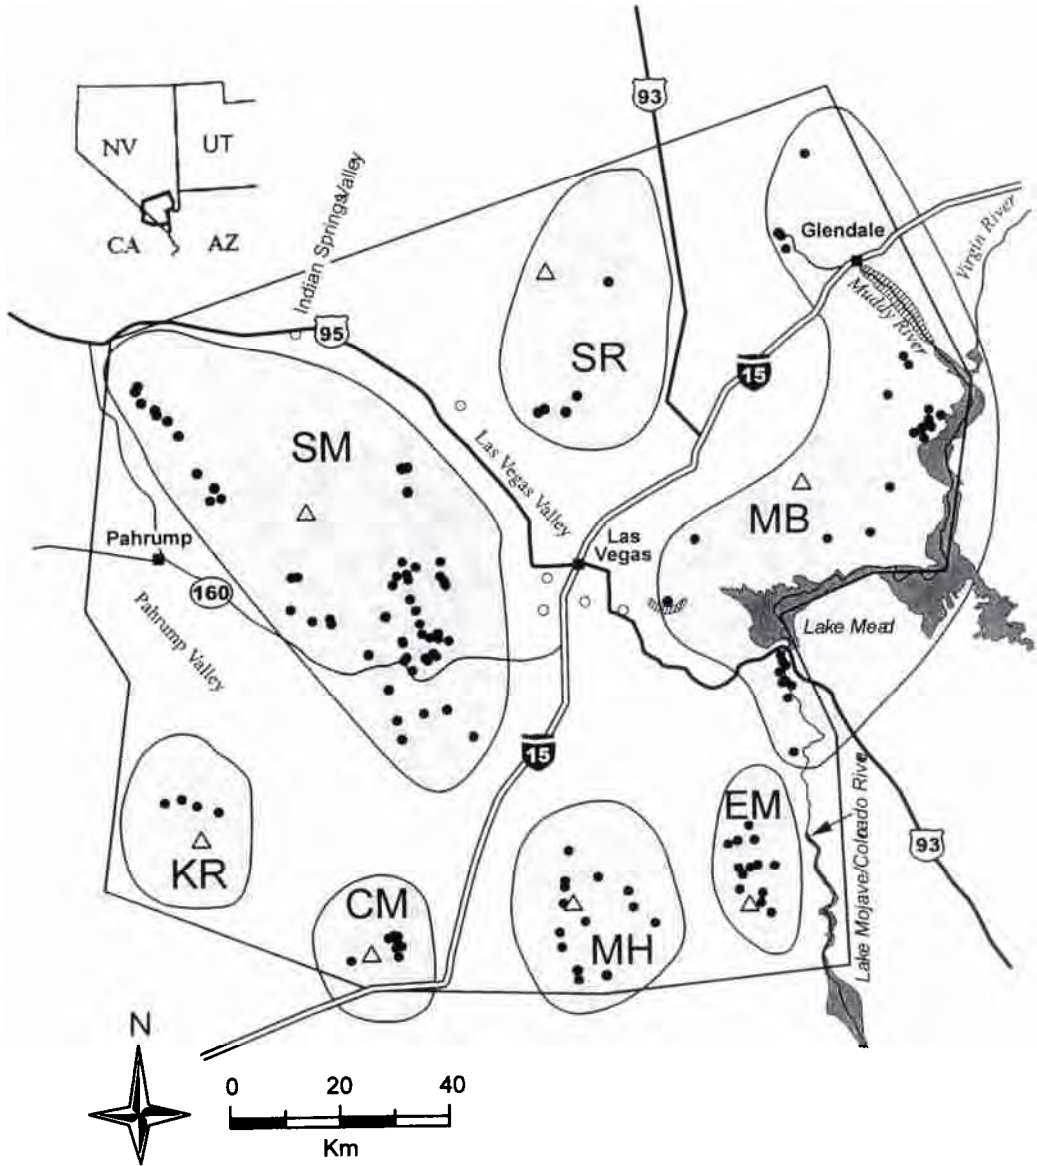 93
NV
UT
CA
AZ
Indian Springs Valley
Glendale
Virgin River
Muddy River
95
SR
15
SM
Las Vegas Valley
MB
Pahrump
Las
Vegas
160
Pahrump Valley
Lake Mead
15
EM
Lake Mojave/Colorado River
93
KR
CM
MH
N
0 20 40
Km